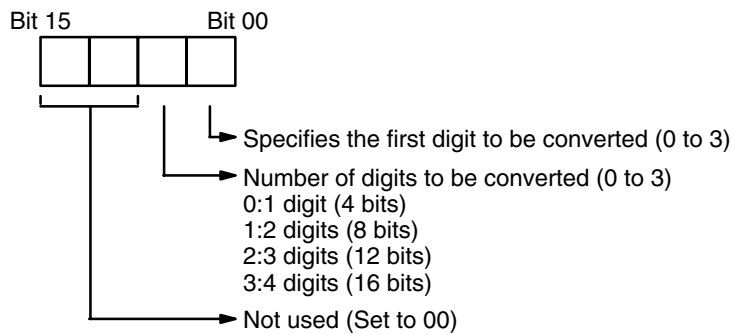 Bit 15 Bit 00
Specifies the first digit to be converted (0 to 3)
Number of digits to be converted (0 to 3)
0:1 digit (4 bits)
1:2 digits (8 bits)
2:3 digits (12 bits)
3:4 digits (16 bits)
Not used (Set to 00)